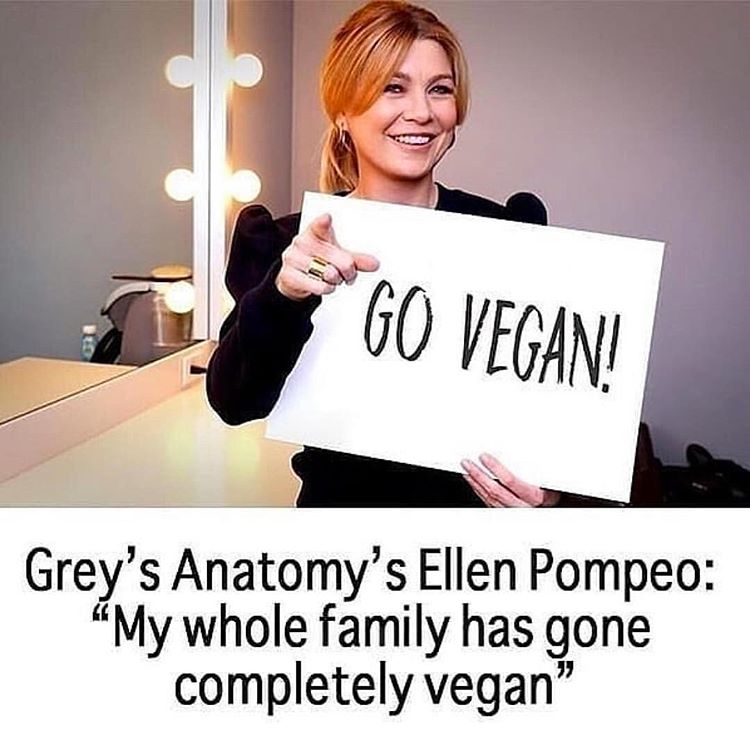 GO VEGAN!
Grey’s Anatomy’s Ellen Pompeo:
“My whole family has gone
completely vegan”